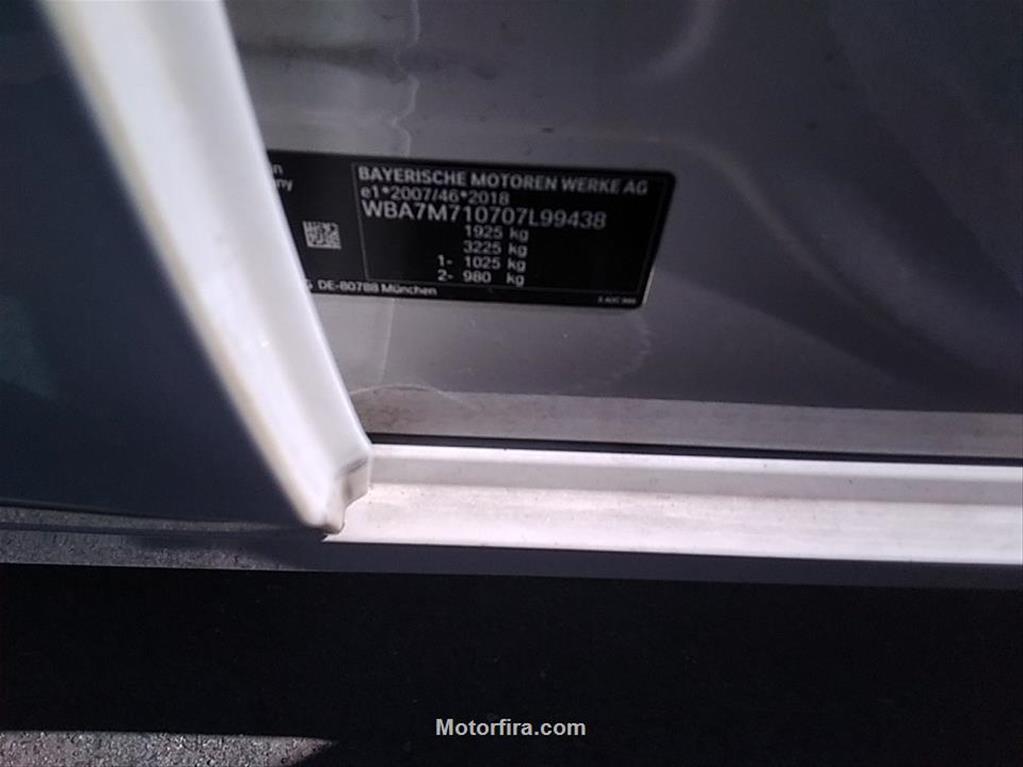 BAYERISCHE MOTOREN WERKE AG
e1*2007/46*2018
WBA7M710707L99438
1925 kg
3225 kg
1- 1025 kg
2- 980 kg
DE-80788 München
Motorfira.com